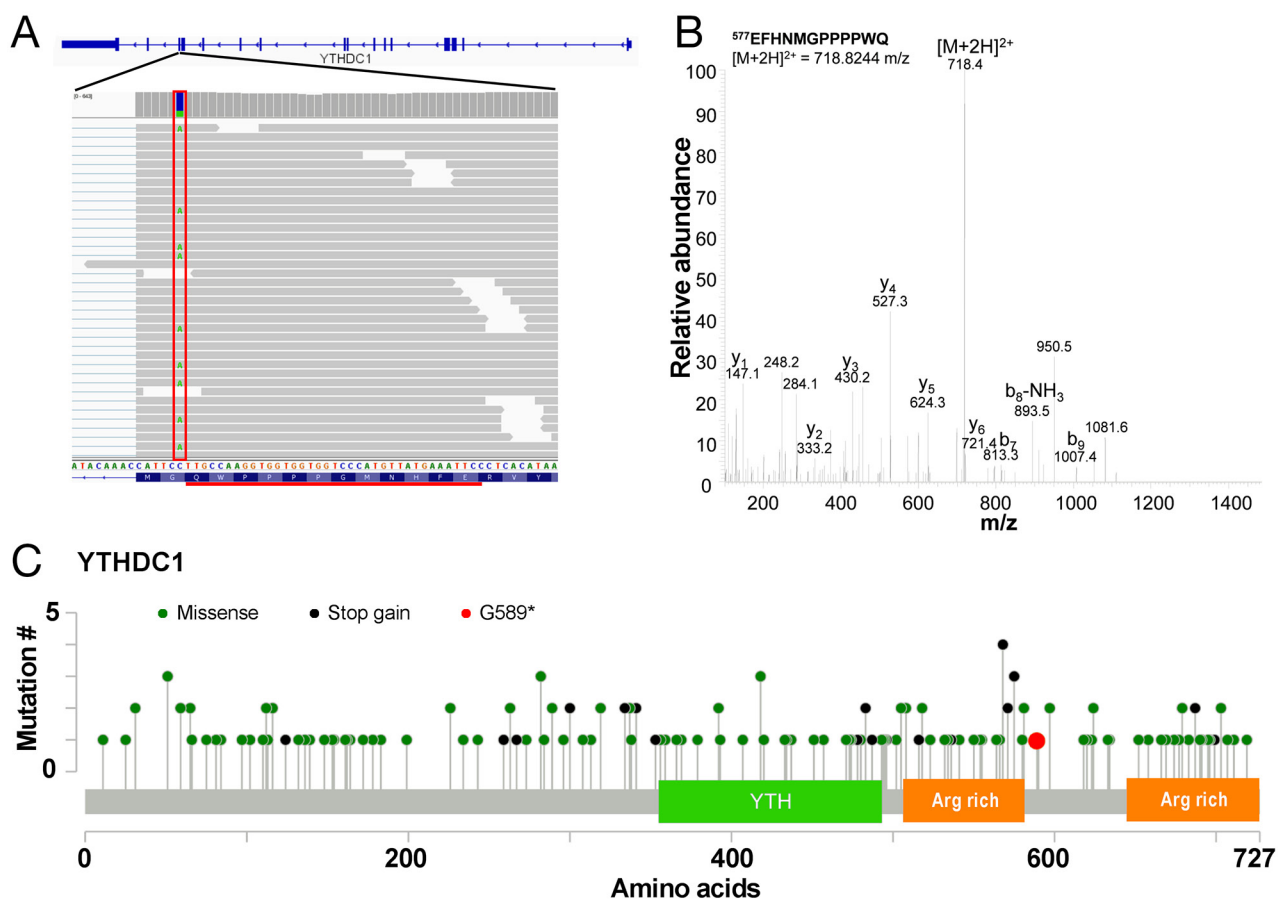 A
YTHDC1
[0 - 643]
A
A
A
A
A
A
A
A
A
ATACAAACCATTCCTTGCCAAGGTGGTGGTGGTCCCATGTTATGAAATTCCCTCACATAA
M G Q W P P P P G M N H F E R V Y
B
⁵⁷⁷EFHNMGPPPPWQ
[M+2H]²⁺ = 718.8244 m/z
[M+2H]²⁺
718.4
Relative abundance
100
90
80
70
60
50
40
30
20
10
0
y₁
147.1
248.2
284.1
y₂
333.2
y₃
430.2
y₄
527.3
y₅
624.3
y₆
721.4
b₇
813.3
b₈-NH₃
893.5
950.5
b₉
1007.4
1081.6
200 400 600 800 1000 1200 1400
m/z
C YTHDC1
Missense Stop gain G589*
Mutation #
5
0
YTH Arg rich Arg rich
0 200 400 600 727
Amino acids